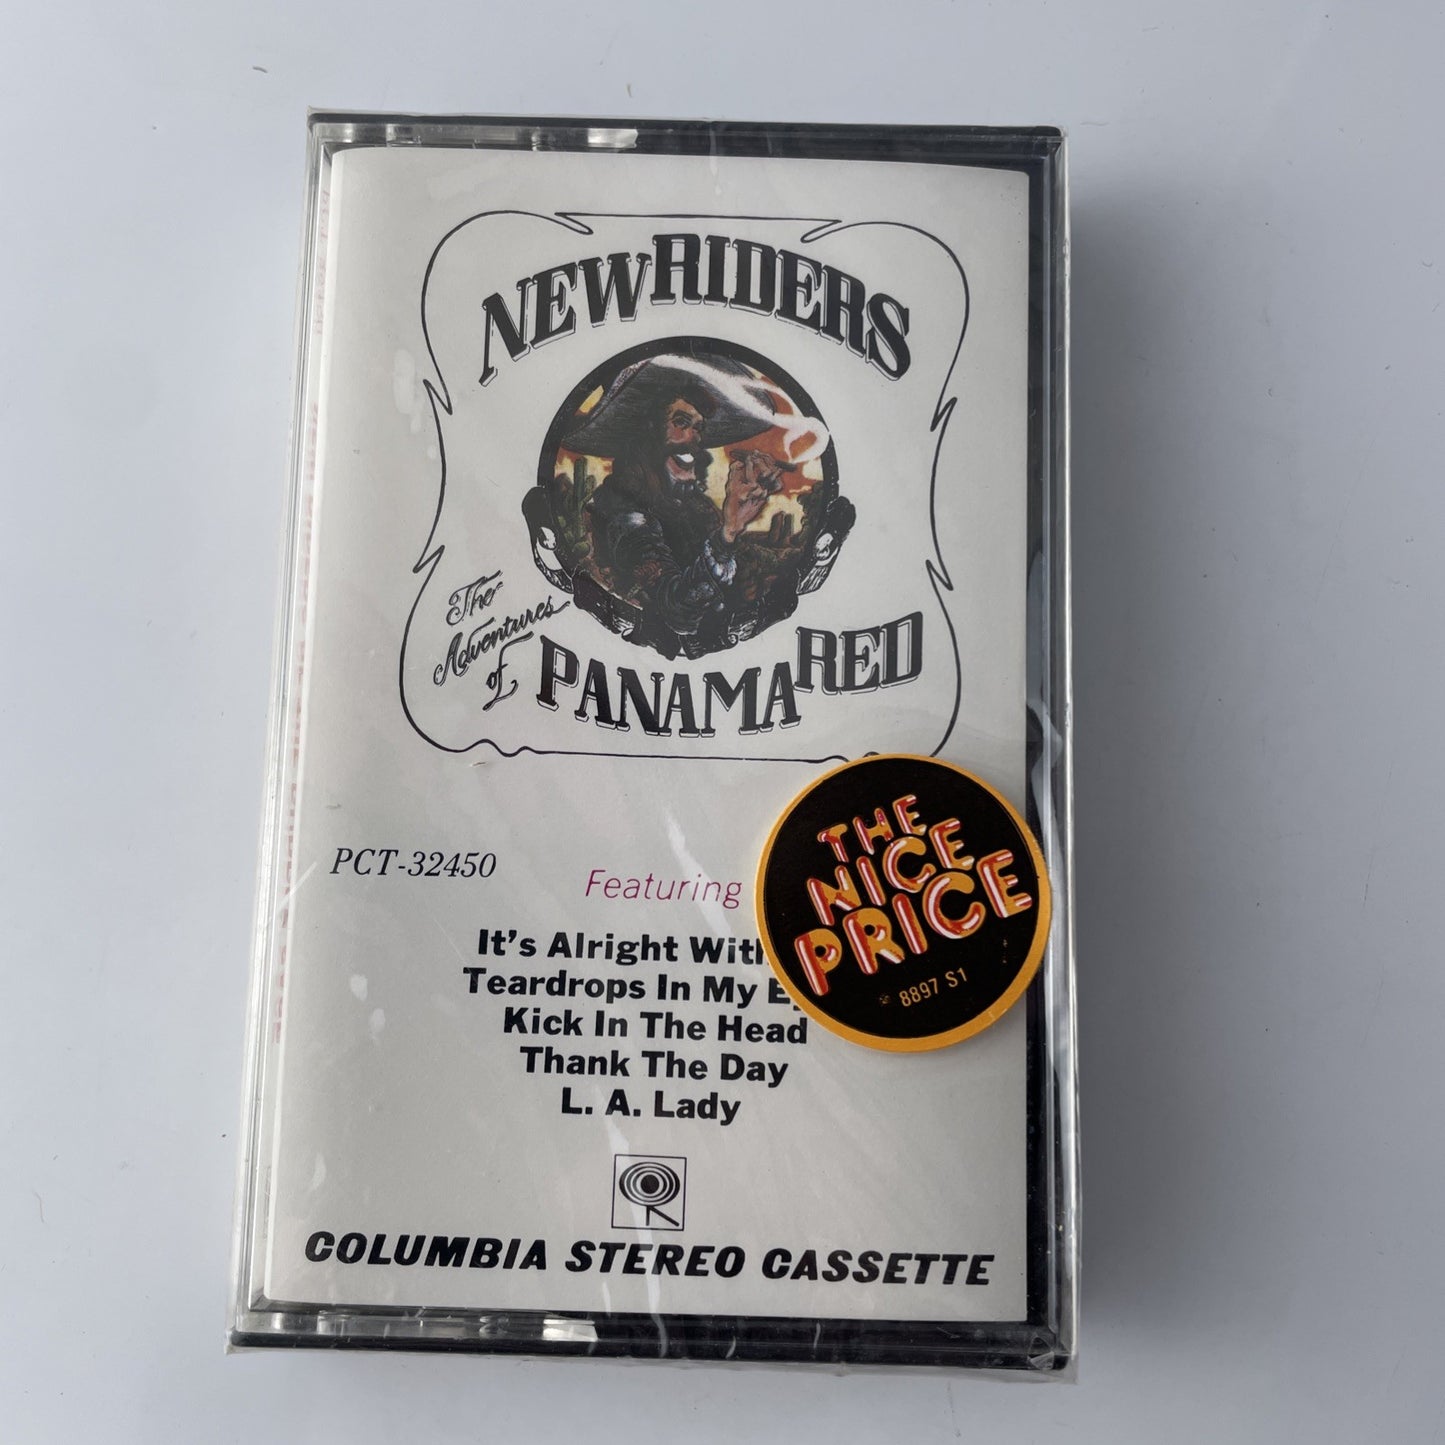 NEW RIDERS
The
Adventures
of
PANAMA RED
PCT-32450
Featuring
It's Alright With
Teardrops In My
Kick In The Head
Thank The Day
L. A. Lady
THE
NICE
PRICE
8897 S1
COLUMBIA STEREO CASSETTE